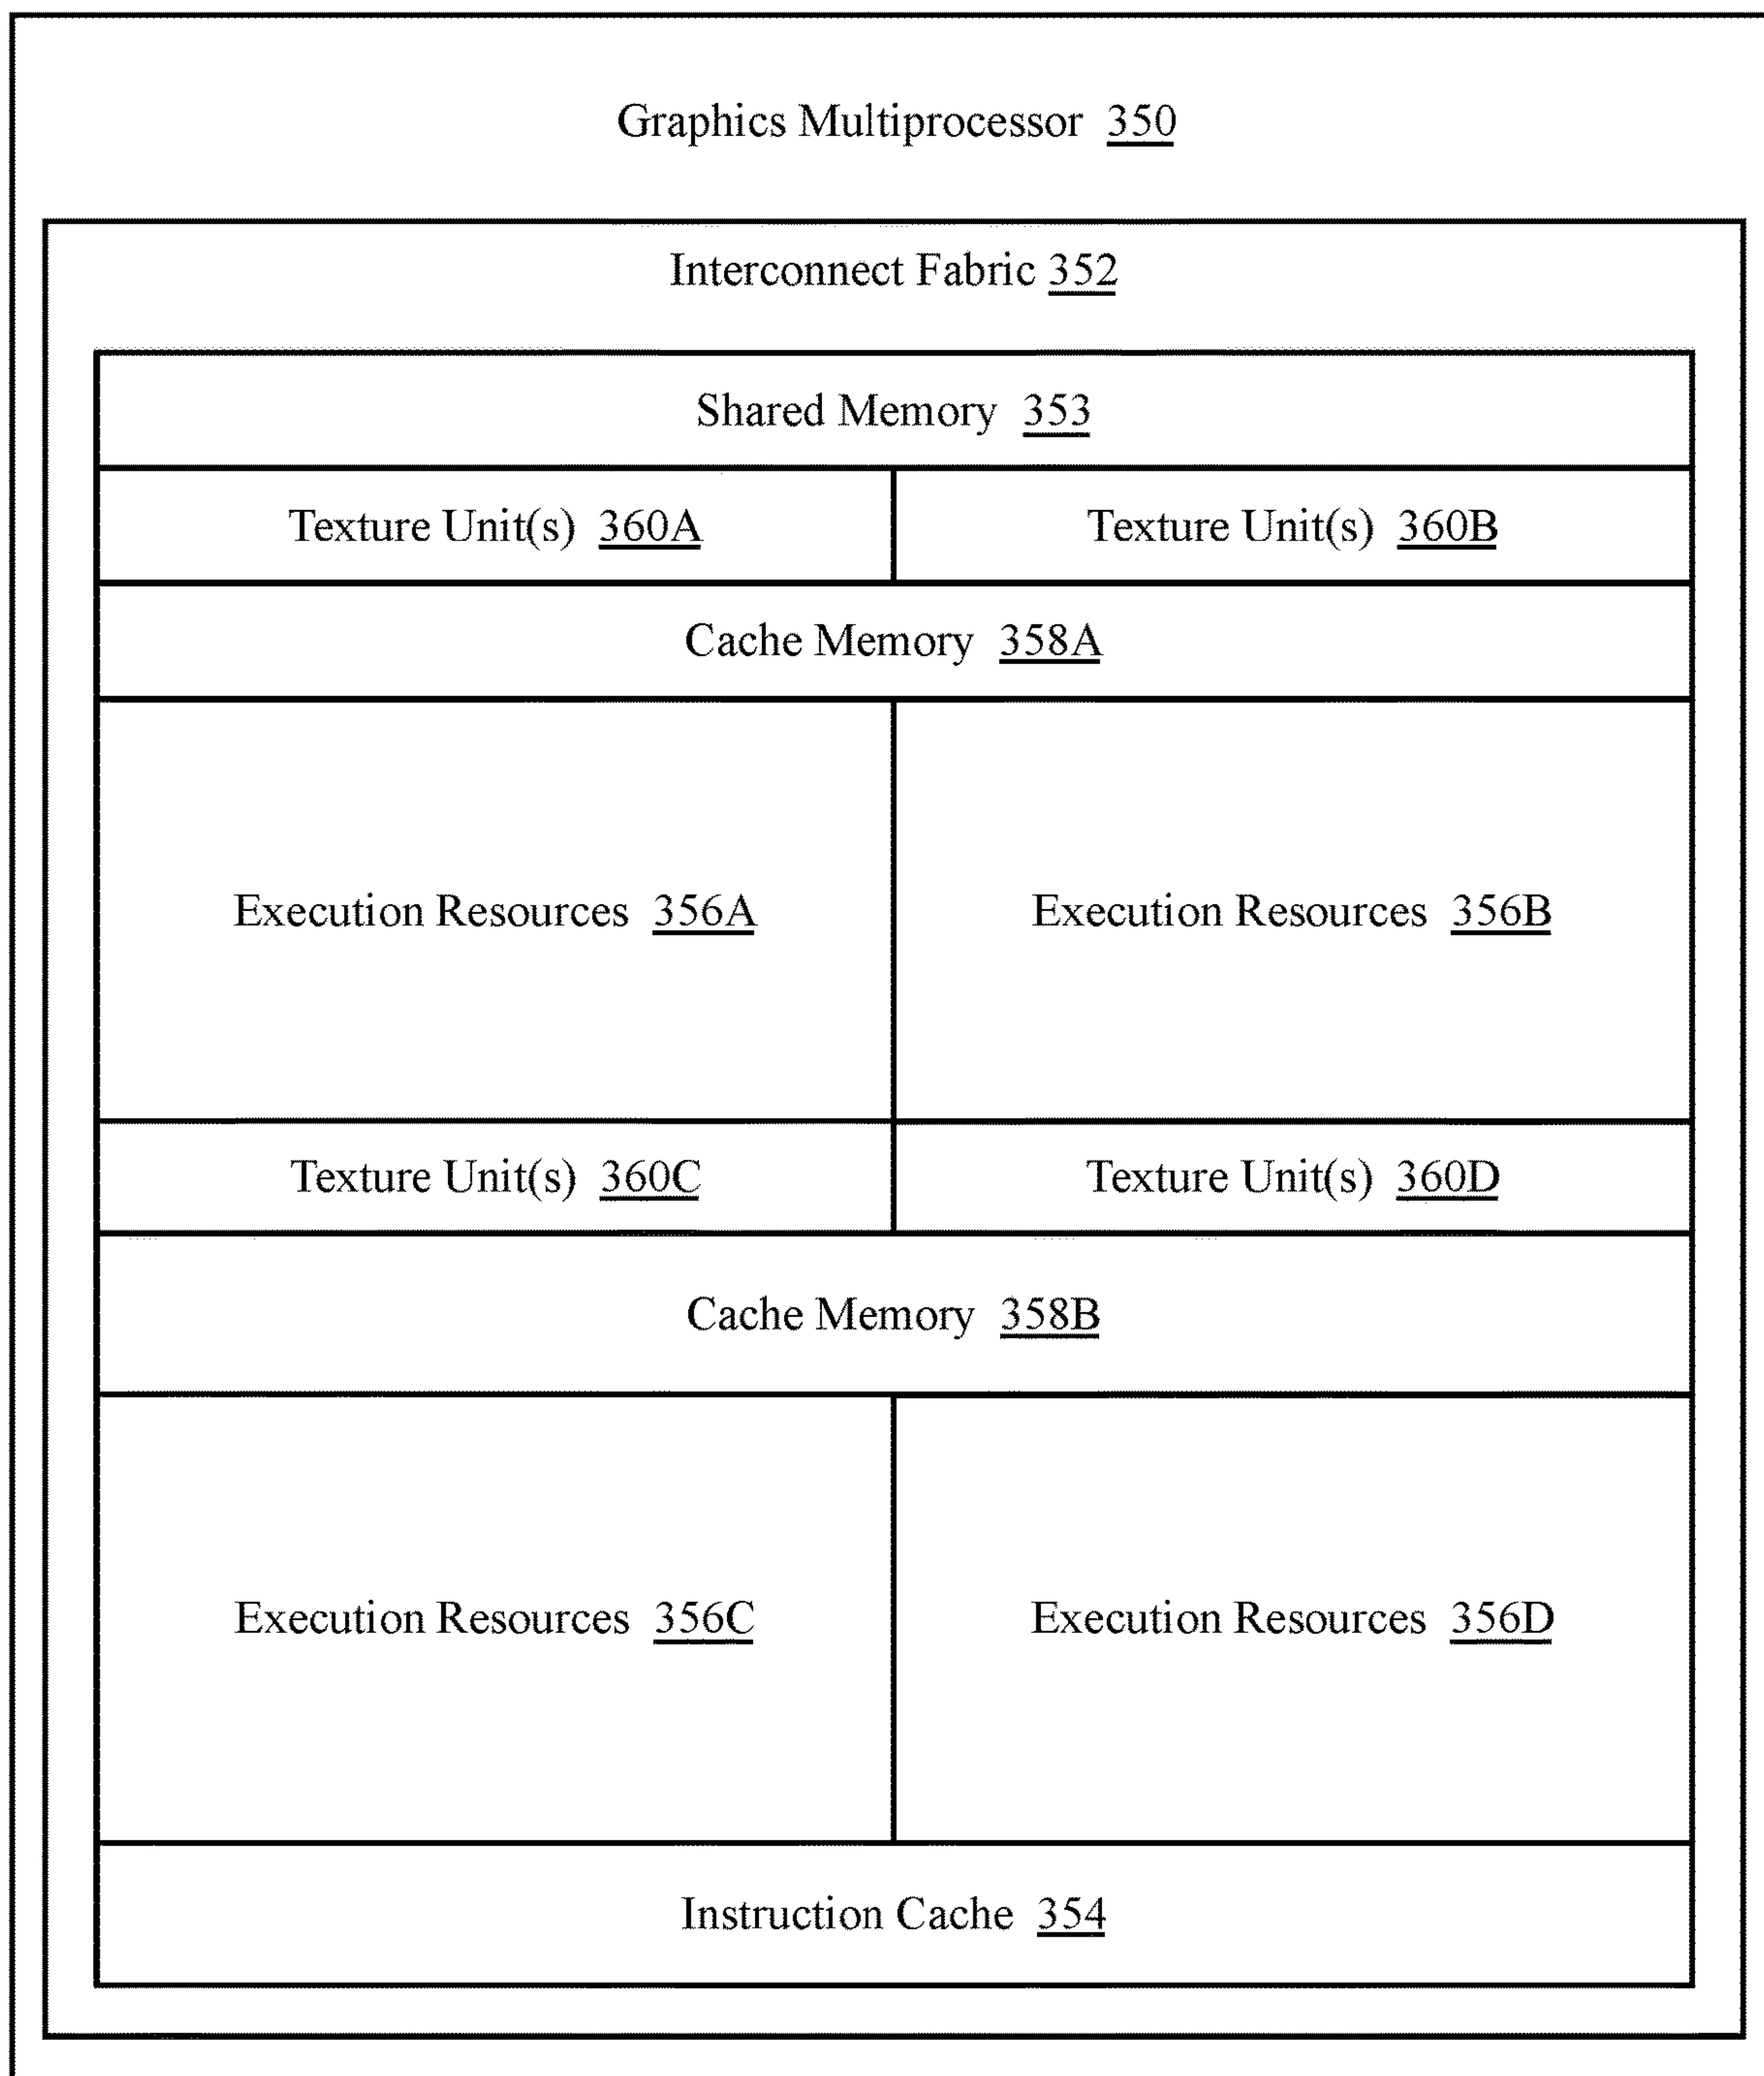 Graphics Multiprocessor 350
Interconnect Fabric 352
Shared Memory 353
Texture Unit(s) 360A
Texture Unit(s) 360B
Cache Memory 358A
Execution Resources 356A
Execution Resources 356B
Texture Unit(s) 360C
Texture Unit(s) 360D
Cache Memory 358B
Execution Resources 356C
Execution Resources 356D
Instruction Cache 354